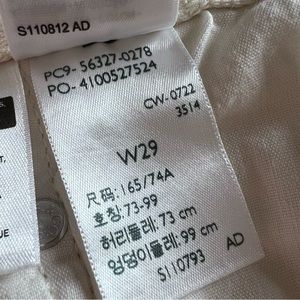 S110812 AD
PC9- 56327-0278
PO- 4100527524
CW-0722
3514
W29
尺码: 165/74A
호칭: 73-99
허리둘레: 73 cm
엉덩이둘레: 99 cm
S110793 AD
UE